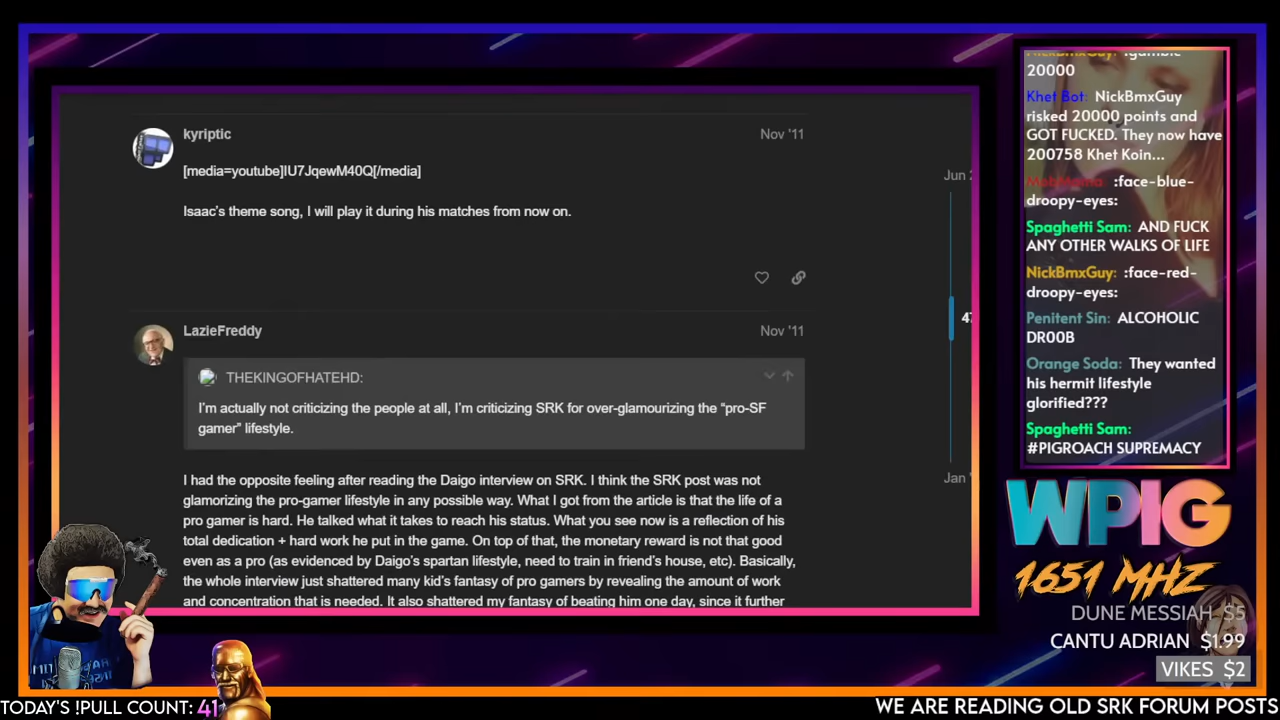 kyriptic
Nov '11
[media=youtube]IU7JqewM40Q[/media]
Isaac's theme song, I will play it during his matches from now on.
LazieFreddy
Nov '11
THEKINGOFHATEHD:
I'm actually not criticizing the people at all, I'm criticizing SRK for over-glamourizing the “pro-SF
gamer” lifestyle.
I had the opposite feeling after reading the Daigo interview on SRK. I think the SRK post was not
glamorizing the pro-gamer lifestyle in any possible way. What I got from the article is that the life of a
pro gamer is hard. He talked what it takes to reach his status. What you see now is a reflection of his
total dedication + hard work he put in the game. On top of that, the monetary reward is not that good
even as a pro (as evidenced by Daigo's spartan lifestyle, need to train in friend's house, etc). Basically,
the whole interview just shattered many kid's fantasy of pro gamers by revealing the amount of work
and concentration that is needed. It also shattered my fantasy of beating him one day, since it further
Jun
47
Jan
NickBmxGuy: !gamble
20000
Khet Bot: NickBmxGuy
risked 20000 points and
GOT FUCKED. They now have
200758 Khet Koin...
:face-blue-
droopy-eyes:
Spaghetti Sam: AND FUCK
ANY OTHER WALKS OF LIFE
NickBmxGuy: :face-red-
droopy-eyes:
Penitent Sin: ALCOHOLIC
DR00B
Orange Soda: They wanted
his hermit lifestyle
glorified???
Spaghetti Sam:
#PIGROACH SUPREMACY
WPIG
1651 MHZ
DUNE MESSIAH $5
CANTU ADRIAN $1.99
VIKES $2
TODAY'S !PULL COUNT: 41
WE ARE READING OLD SRK FORUM POSTS